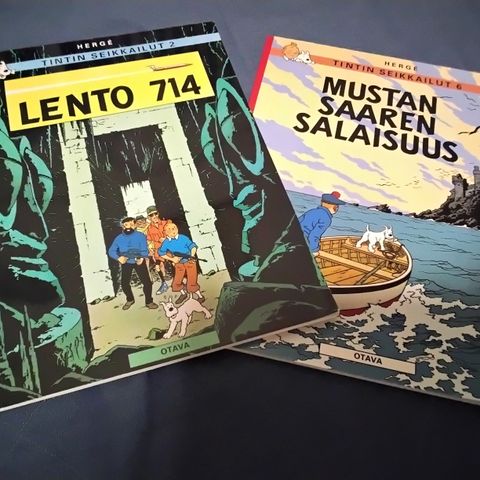 HERGÉ
TINTIN SEIKKAILUT 2
LENTO 714
OTAVA
HERGÉ
TINTIN SEIKKAILUT 6
MUSTAN
SAAREN
SALAISUUS
OTAVA